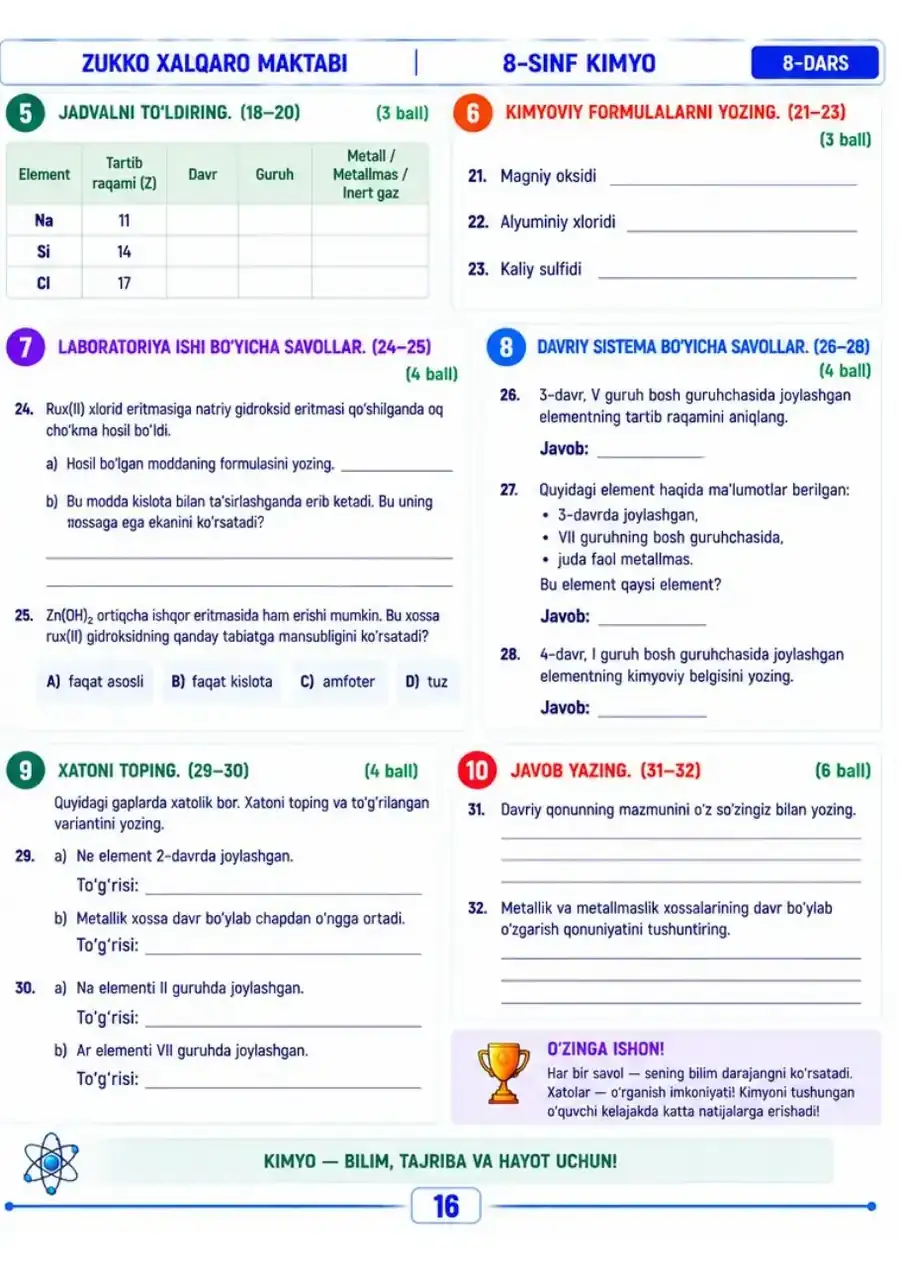 ZUKKO XALQARO MAKTABI | 8-SINF KIMYO
8-DARS
5 JADVALNI TO'LDIRING. (18–20) (3 ball)
Element Tartib raqami (Z) Davr Guruh Metall / Metallmas / Inert gaz
Na 11
Si 14
Cl 17
6 KIMYOVIY FORMULALARNI YOZING. (21–23)
(3 ball)
21. Magniy oksidi
22. Alyuminiy xloridi
23. Kaliy sulfidi
7 LABORATORIYA ISHI BO'YICHA SAVOLLAR. (24–25)
(4 ball)
24. Rux(II) xlorid eritmasiga natriy gidroksid eritmasi qo'shilganda oq
cho'kma hosil bo'ldi.
a) Hosil bo'lgan moddaning formulasini yozing.
b) Bu modda kislota bilan ta'sirlashganda erib ketadi. Bu uning
xossaga ega ekanini ko'rsatadi?
25. Zn(OH)₂ ortiqcha ishqor eritmasida ham erishi mumkin. Bu xossa
rux(II) gidroksidning qanday tabiatga mansubligini ko'rsatadi?
A) faqat asosli B) faqat kislota C) amfoter D) tuz
8 DAVRIY SISTEMA BO'YICHA SAVOLLAR. (26–28)
(4 ball)
26. 3-davr, V guruh bosh guruhchasida joylashgan
elementning tartib raqamini aniqlang.
Javob:
27. Quyidagi element haqida ma'lumotlar berilgan:
• 3-davrda joylashgan,
• VII guruhning bosh guruhchasida,
• juda faol metallmas.
Bu element qaysi element?
Javob:
28. 4-davr, I guruh bosh guruhchasida joylashgan
elementning kimyoviy belgisini yozing.
Javob:
9 XATONI TOPING. (29–30) (4 ball)
Quyidagi gaplarda xatolik bor. Xatoni toping va to'g'rilangan
variantini yozing.
29. a) Ne element 2-davrda joylashgan.
To'g'risi:
b) Metallik xossa davr bo'ylab chapdan o'ngga ortadi.
To'g'risi:
30. a) Na elementi II guruhda joylashgan.
To'g'risi:
b) Ar elementi VII guruhda joylashgan.
To'g'risi:
10 JAVOB YAZING. (31–32) (6 ball)
31. Davriy qonunning mazmunini o'z so'zingiz bilan yozing.
32. Metallik va metallmaslik xossalarining davr bo'ylab
o'zgarish qonuniyatini tushuntiring.
O'ZINGA ISHON!
Har bir savol — sening bilim darajangni ko'rsatadi.
Xatolar — o'rganish imkoniyati! Kimyoni tushungan
o'quvchi kelajakda katta natijalarga erishadi!
KIMYO — BILIM, TAJRIBA VA HAYOT UCHUN!
16